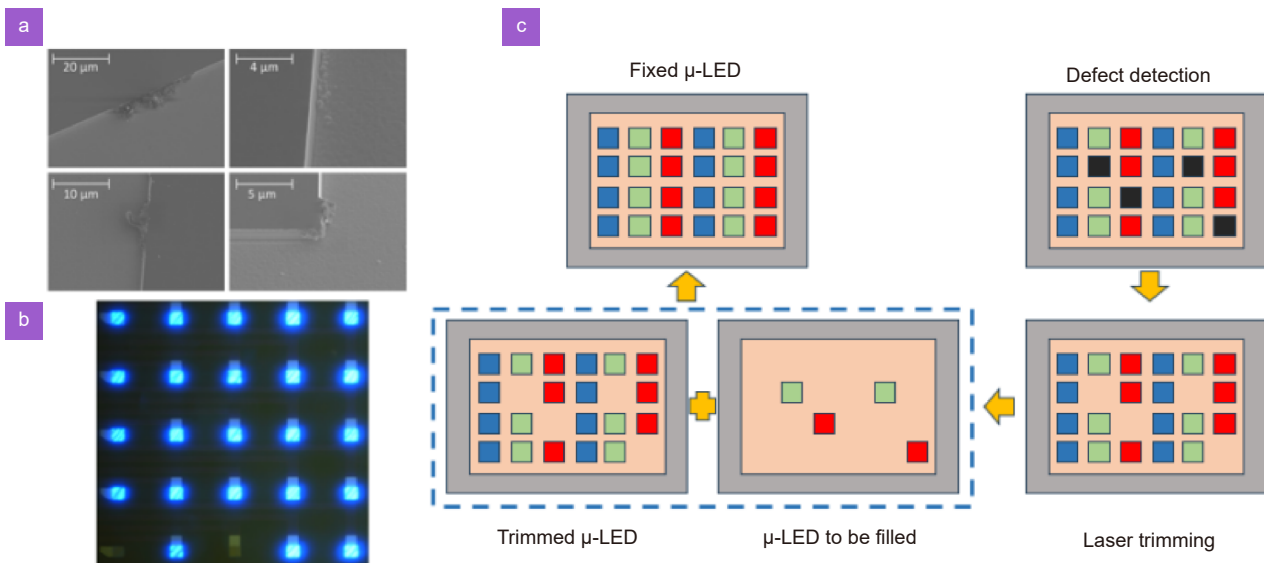 a
20 μm
4 μm
10 μm
5 μm
b
c
Fixed μ-LED
Defect detection
Trimmed μ-LED
μ-LED to be filled
Laser trimming